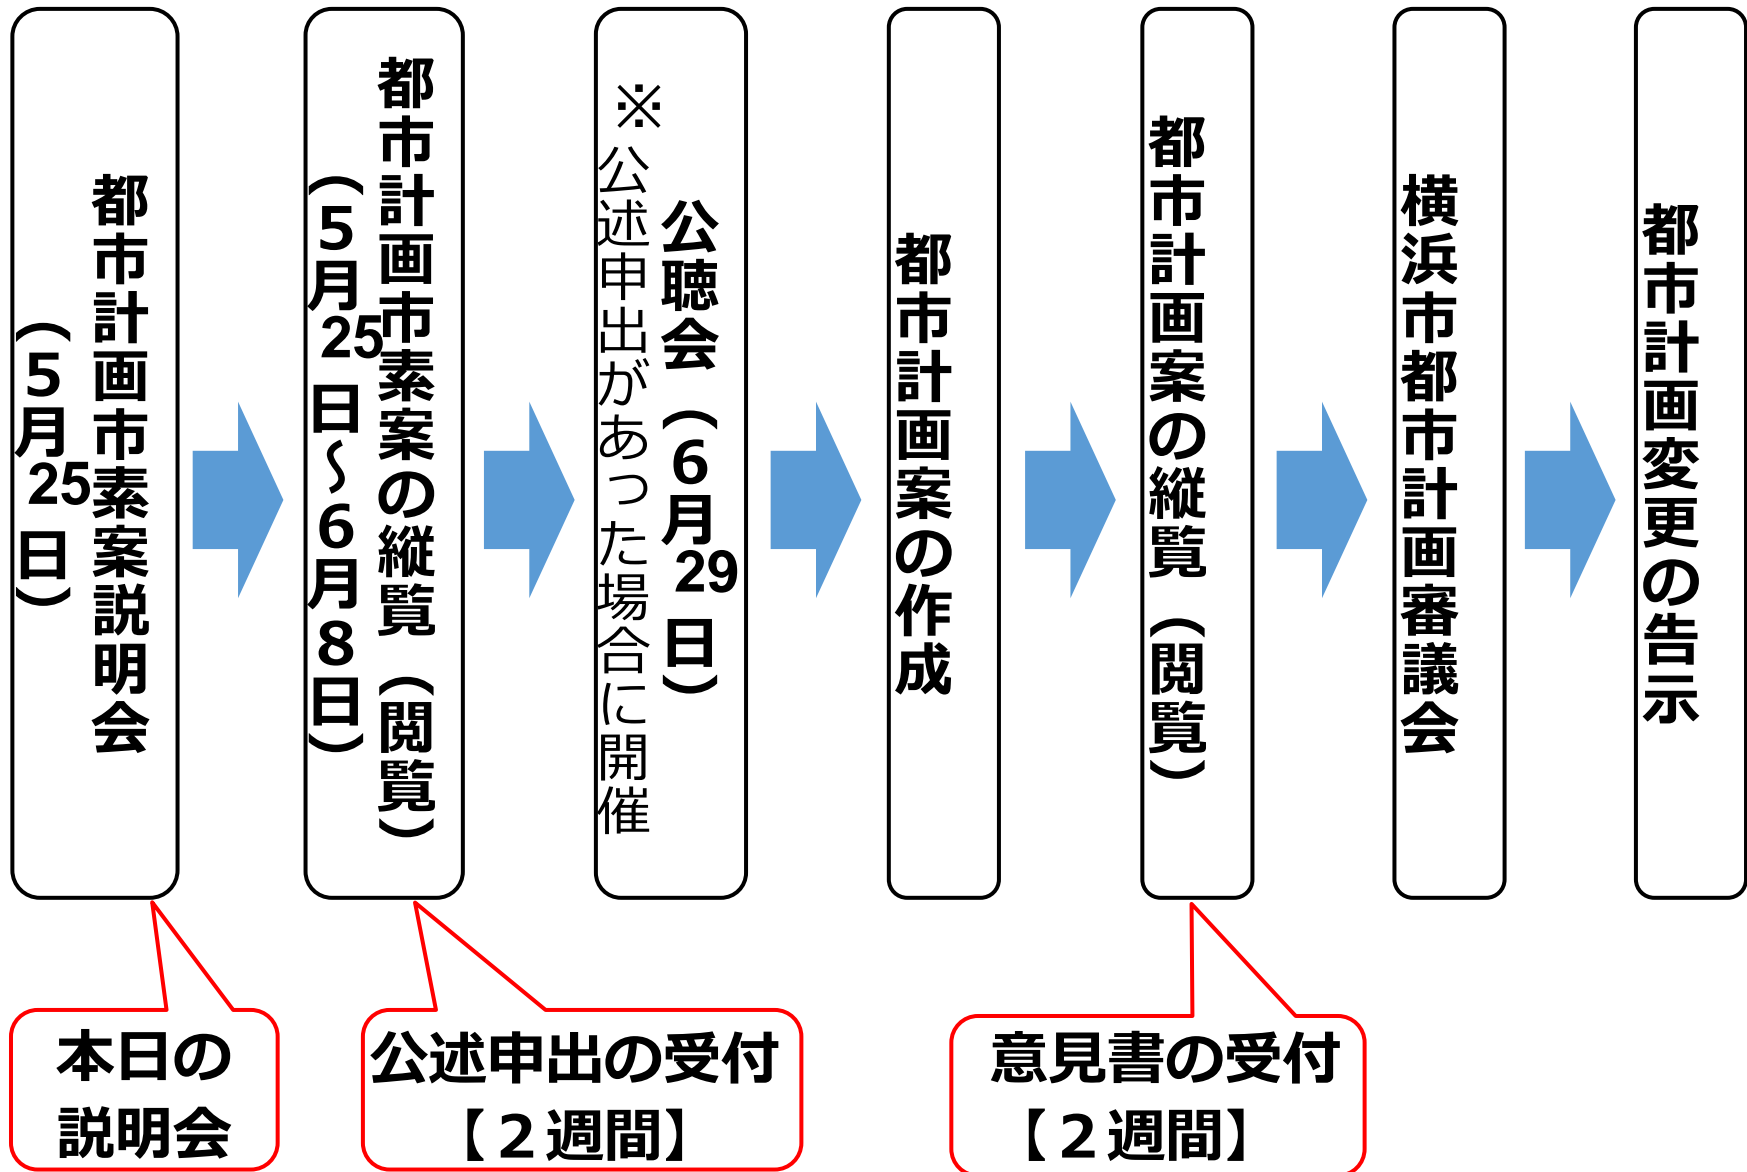 都市計画市素案説明会
（５月25日）
都市計画市素案の縦覧（閲覧）
（５月25日～６月８日）
公聴会（６月29日）
※公述申出があった場合に開催
都市計画案の作成
都市計画案の縦覧（閲覧）
横浜市都市計画審議会
都市計画変更の告示
本日の
説明会
公述申出の受付
【２週間】
意見書の受付
【２週間】